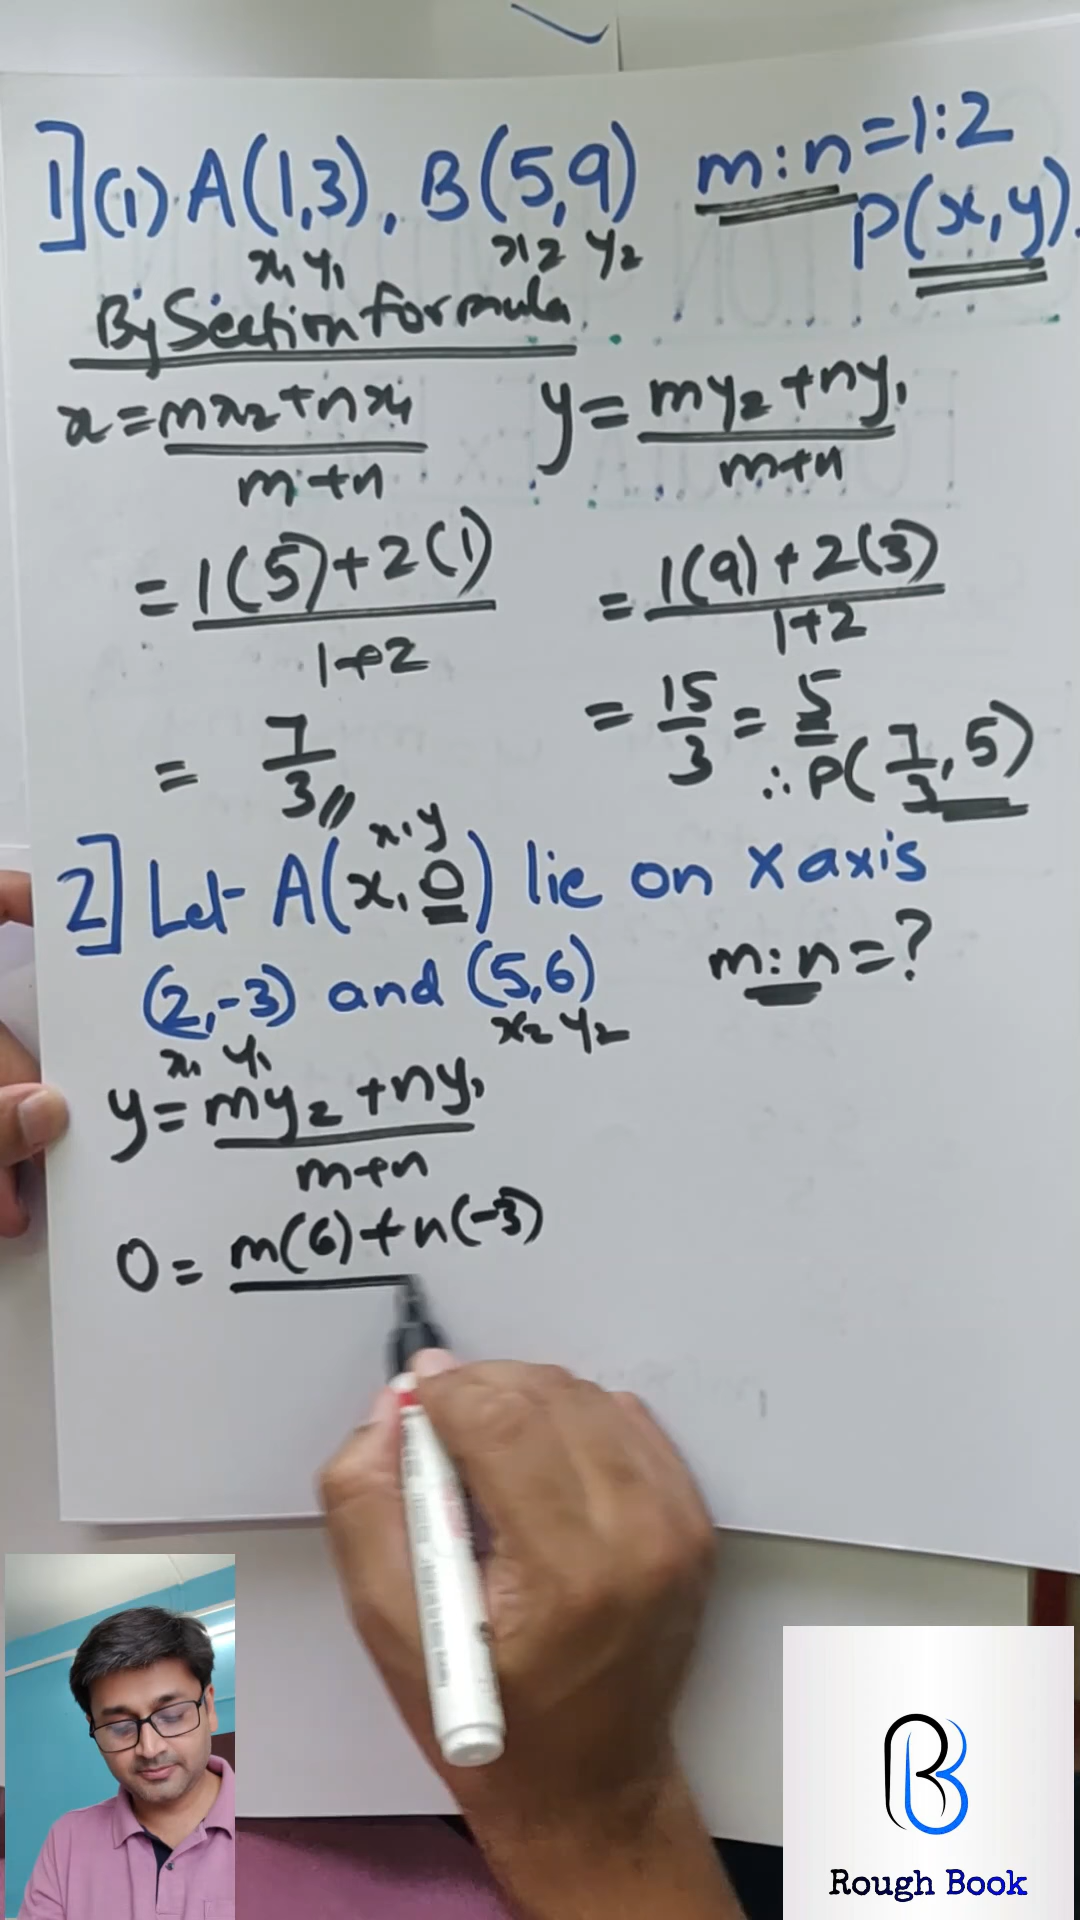 1] (1) A(1,3), B(5,9) m:n=1:2
x1 y1 x2 y2 P(x,y).
By Section formula
x = mx2+nx1 / m+n y = my2+ny1 / m+n
= 1(5)+2(1) / 1+2 = 1(9)+2(3) / 1+2
= 7/3 = 15/3 = 5
∴ P(7/3, 5)
x, y
2] Let A(x, 0) lie on x axis
(2,-3) and (5,6) m:n=?
x1 y1 x2 y2
y = my2+ny1 / m+n
0 = m(6)+n(-3)
B
Rough Book